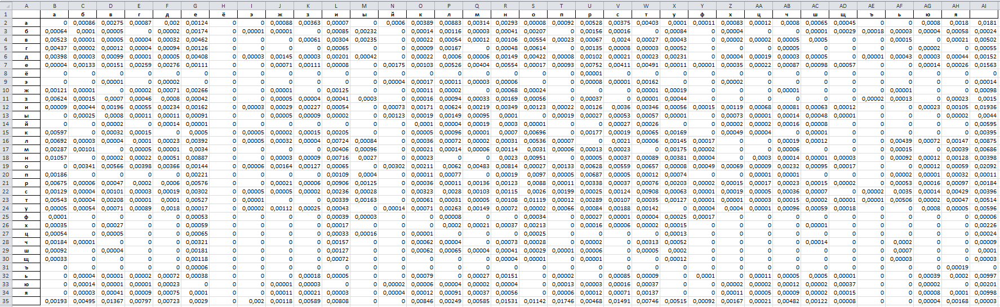 A B C D E F G H I J K L M N O P Q R S T U V W X Y Z AA AB AC AD AE AF AG AH AI
1 а б в г д е ё э ж з и ы й к л м н о п р с т у ф х ц ч ш щ ъ ь ю я
2 а 0 0,00086 0,00275 0,00087 0,002 0,00124 0 0 0,00088 0,00363 0,00007 0 0,0006 0,00389 0,00883 0,00314 0,00293 0,00008 0,00092 0,00528 0,00375 0,00403 0,0001 0,00011 0,00083 0,00012 0,0008 0,00065 0,00045 0 0 0,0008 0,0018 0,0181
3 б 0,00064 0,0001 0,00005 0 0,00002 0,00174 0 0,00001 0,00001 0 0,00085 0,00232 0 0,00014 0,00116 0,00003 0,00041 0,00207 0 0,00156 0,00016 0 0,00084 0 0,00004 0 0 0,00001 0,00029 0,00018 0,00003 0,00004 0,00058 0,00024
4 в 0,00523 0,00001 0,00005 0,00004 0,00032 0,00462 0 0 0 0,00061 0,00304 0,00235 0 0,00022 0,00054 0,00012 0,00106 0,00554 0,00023 0,00067 0,0024 0,00027 0,00043 0 0,00002 0,00002 0,00005 0,0005 0 0 0,00015 0 0,00021 0,00502
5 г 0,00437 0,00002 0,00012 0,00004 0,00094 0,00126 0 0 0 0 0,00065 0 0 0,00009 0,00167 0 0,00048 0,00614 0 0,00135 0,00008 0,00003 0,00052 0 0 0 0,00005 0 0 0 0 0,00002 0 0,00055
6 д 0,00398 0,00003 0,00099 0,00001 0,00005 0,00408 0 0,00003 0,00145 0,00003 0,00201 0,00042 0 0,00022 0,0006 0,00006 0,00149 0,00422 0,00008 0,00102 0,00021 0,00023 0,00231 0 0,00004 0,00019 0,00003 0,00005 0 0,00001 0,00043 0,00003 0,00044 0,00152
7 е 0,00004 0,00133 0,00151 0,00259 0,00276 0,00111 0 0 0,00071 0,00111 0,00008 0 0,00175 0,00103 0,00526 0,00404 0,00554 0,00017 0,00093 0,00752 0,00411 0,00491 0,00011 0,00001 0,00035 0,00022 0,00087 0,00098 0,00057 0 0 0,00014 0,00026 0,01563
8 ё 0 0 0 0 0 0 0 0 0 0 0 0 0 0 0 0 0 0 0 0,00001 0 0 0 0 0 0 0 0 0 0 0 0 0 0
9 э 0 0 0,00001 0 0,00002 0 0 0 0 0 0 0 0,00004 0,00017 0,00011 0,00003 0,00006 0 0 0,00008 0,00001 0,00162 0 0 0,00002 0 0 0 0 0 0 0 0 0,00014
10 ж 0,00121 0,00001 0 0,00002 0,00071 0,00266 0 0 0,00001 0 0,00125 0 0 0,00011 0,00002 0 0,00068 0,00024 0 0 0 0,00001 0,00019 0 0 0 0,00001 0 0 0 0,00001 0 0 0,00098
11 з 0,00624 0,00015 0,0007 0,00046 0,0008 0,00042 0 0 0,00005 0,00004 0,00041 0,0003 0 0,00016 0,00094 0,00033 0,00169 0,00056 0 0,00037 0 0,00001 0,00044 0 0 0 0 0 0 0,00002 0,00013 0 0,00023 0,0015
12 и 0,00009 0,00044 0,00196 0,00055 0,00234 0,00162 0 0,00003 0,00029 0,00227 0,00054 0 0,00073 0,00171 0,00624 0,00219 0,00349 0,00123 0,00022 0,00126 0,0036 0,00346 0,00056 0,00015 0,00119 0,00068 0,00081 0,00063 0,00012 0 0 0,00023 0,00105 0,01936
13 ы 0 0,00025 0,0008 0,00011 0,00011 0,00091 0 0 0,00005 0,00009 0,00002 0 0,00123 0,00019 0,00149 0,00095 0,0001 0 0,00019 0,00027 0,00053 0,00057 0,00001 0 0,00073 0,00001 0,00014 0,00048 0,00001 0 0 0 0,00002 0,0044
14 й 0 0 0,00002 0 0,00014 0,00001 0 0 0 0 0 0 0 0,0001 0,00004 0,00019 0,0003 0,00001 0 0 0,00027 0,00026 0 0 0,00002 0,00002 0,00016 0,00008 0 0 0 0 0 0,00595
15 к 0,00597 0 0,00032 0,00015 0 0,0005 0 0,00005 0,00002 0,00015 0,00205 0 0 0,00005 0,00096 0,00001 0,0007 0,00696 0 0,00177 0,00019 0,00065 0,00169 0 0,00049 0,00004 0 0,00001 0 0 0 0 0 0,00395
16 л 0,00692 0,00003 0,00004 0,0001 0,00023 0,00392 0 0,00005 0,00032 0,00004 0,00724 0,00084 0 0,00036 0,00072 0,00002 0,00031 0,00536 0,00007 0 0,0021 0,00006 0,00145 0,00017 0 0 0,00019 0,00012 0 0 0,00439 0,00072 0,00147 0,00875
17 м 0,00287 0,00101 0 0,00005 0,00001 0,0034 0 0 0 0 0,00406 0,00096 0 0,00021 0,00014 0,00006 0,00114 0,0031 0,00006 0,00013 0,00023 0 0,00175 0,00002 0 0 0,00006 0 0 0 0,00015 0 0,00039 0,00686
18 н 0,01057 0 0,00002 0,00022 0,00051 0,00887 0 0 0,00003 0,00009 0,00716 0,0027 0 0,00023 0 0 0,0023 0,00951 0 0,00005 0,00037 0,00089 0,00381 0,00004 0 0,0003 0,00014 0,00001 0,00003 0 0,00092 0,00012 0,00128 0,00398
19 о 0 0,00341 0,00566 0,00398 0,00366 0,00144 0 0,00006 0,00164 0,00127 0,00065 0 0,00302 0,00211 0,0062 0,00483 0,00814 0,00027 0,00133 0,00628 0,00559 0,00657 0,00008 0,00049 0,00069 0,00009 0,00232 0,00095 0,00017 0 0 0,00012 0,00059 0,02092
20 п 0,00186 0 0 0 0 0,00221 0 0 0 0 0,00109 0,0004 0 0,00011 0,00077 0 0,00019 0,0097 0,00005 0,00687 0,00005 0,00012 0,00074 0 0 0,00001 0,00001 0 0 0 0,00002 0,00001 0,00032 0,00011
21 р 0,00675 0,00006 0,00047 0,0002 0,0006 0,00576 0 0 0,00021 0,00006 0,00906 0,00125 0 0,00036 0,00011 0,00136 0,00123 0,0088 0,00011 0,00338 0,00037 0,00076 0,00203 0,00002 0,00015 0,00017 0,00023 0,00015 0,00002 0 0,00053 0,00016 0,00097 0,00184
22 с 0,00129 0,00004 0,00101 0,00003 0,00019 0,00302 0 0,00005 0,00005 0,00002 0,00236 0,00028 0 0,00323 0,0028 0,00103 0,00115 0,0026 0,00199 0,00025 0,00124 0,00908 0,00063 0,00001 0,00019 0,00005 0,00036 0,00007 0 0,00002 0,0035 0,00014 0,00429 0,00396
23 т 0,00543 0,00004 0,00208 0,00001 0,0001 0,00527 0 0,00001 0 0 0,00339 0,00163 0 0,00061 0,00031 0,00005 0,00108 0,01119 0,00012 0,00289 0,00107 0,00035 0,00127 0,00001 0,00001 0,00003 0,00015 0,00002 0,00001 0,00001 0,00506 0,00002 0,00047 0,00514
24 у 0,00005 0,00054 0,00071 0,00089 0,0018 0,00017 0 0,00002 0,00112 0,00025 0,00043 0 0,00014 0,00071 0,00263 0,00149 0,00072 0,00002 0,00066 0,00084 0,00188 0,00142 0 0,00004 0,0004 0,00001 0,00096 0,00059 0,00018 0 0 0,0008 0,00005 0,00596
25 ф 0,0001 0 0 0 0 0,00053 0 0 0 0 0,00039 0,00003 0 0 0,00008 0 0 0,00034 0 0,00027 0,00001 0,00004 0,00025 0,00017 0 0 0 0 0 0 0 0 0 0,00006
26 х 0,00035 0 0,00027 0 0 0,00059 0 0 0 0 0,00017 0 0 0 0,0002 0,00021 0,00037 0,00213 0 0,00016 0,00006 0,00002 0,00015 0 0 0 0 0,00001 0 0 0 0 0 0,00226
27 ц 0,00054 0 0,00005 0 0 0,00065 0 0 0 0 0,00033 0,00016 0 0,00001 0 0 0 0,00025 0 0 0 0 0,00013 0 0 0 0 0 0 0 0 0 0 0,00024
28 ч 0,00184 0,00001 0 0 0 0,00321 0 0 0 0 0,00157 0 0 0,00062 0,00004 0 0,00073 0,00028 0 0,00002 0 0,00313 0,00052 0 0 0 0 0,00014 0 0 0,0002 0 0 0,00009
29 ш 0,00092 0 0,00004 0 0 0,00181 0 0 0 0 0,00127 0 0 0,00062 0,00065 0,00004 0,00041 0,00029 0,00001 0,00006 0 0,00005 0,0002 0 0 0 0 0 0 0 0,0007 0 0 0,0001
30 щ 0,00033 0 0 0 0 0,00118 0 0 0 0 0,00072 0 0 0 0 0 0,00004 0,00001 0 0,00001 0 0 0,00012 0 0 0 0 0 0 0 0,00003 0 0 0,00003
31 ъ 0 0 0 0 0 0,00006 0 0 0 0 0 0 0 0 0 0 0 0 0 0 0 0 0 0 0 0 0 0 0 0 0 0 0,00019 0
32 ь 0 0,00004 0,00001 0,00002 0,00072 0,00038 0 0 0 0,00018 0,00005 0 0 0,00079 0 0,00027 0,00151 0 0,00002 0 0,00085 0,00009 0 0,0001 0 0,00011 0,00005 0,0005 0,00001 0 0 0,00039 0,0002 0,00997
33 ю 0 0,00014 0,00001 0,00001 0,00023 0 0 0 0,00001 0,00003 0 0 0,00002 0,00006 0,00004 0,00002 0,00004 0 0,00013 0,00003 0,00016 0,00037 0 0 0,00002 0,00002 0,00012 0,00002 0,00037 0 0 0,00002 0 0,00201
34 я 0 0,00003 0,00041 0,00009 0,00075 0,0001 0 0 0,00011 0,00021 0,00003 0 0,00004 0,00012 0,00091 0,00037 0,00056 0 0,00006 0,00012 0,00071 0,00137 0 0 0,00011 0,00005 0,00009 0,00002 0,00015 0 0 0,00008 0,0001 0,00998
35 0,00193 0,00495 0,01367 0,00797 0,00723 0,0029 0 0,002 0,00118 0,00589 0,00808 0 0 0,00846 0,00249 0,00585 0,01531 0,01142 0,01746 0,00468 0,01491 0,00746 0,00515 0,00092 0,00167 0,00021 0,00482 0,00122 0,00008 0 0 0,00004 0,00168 0,00003